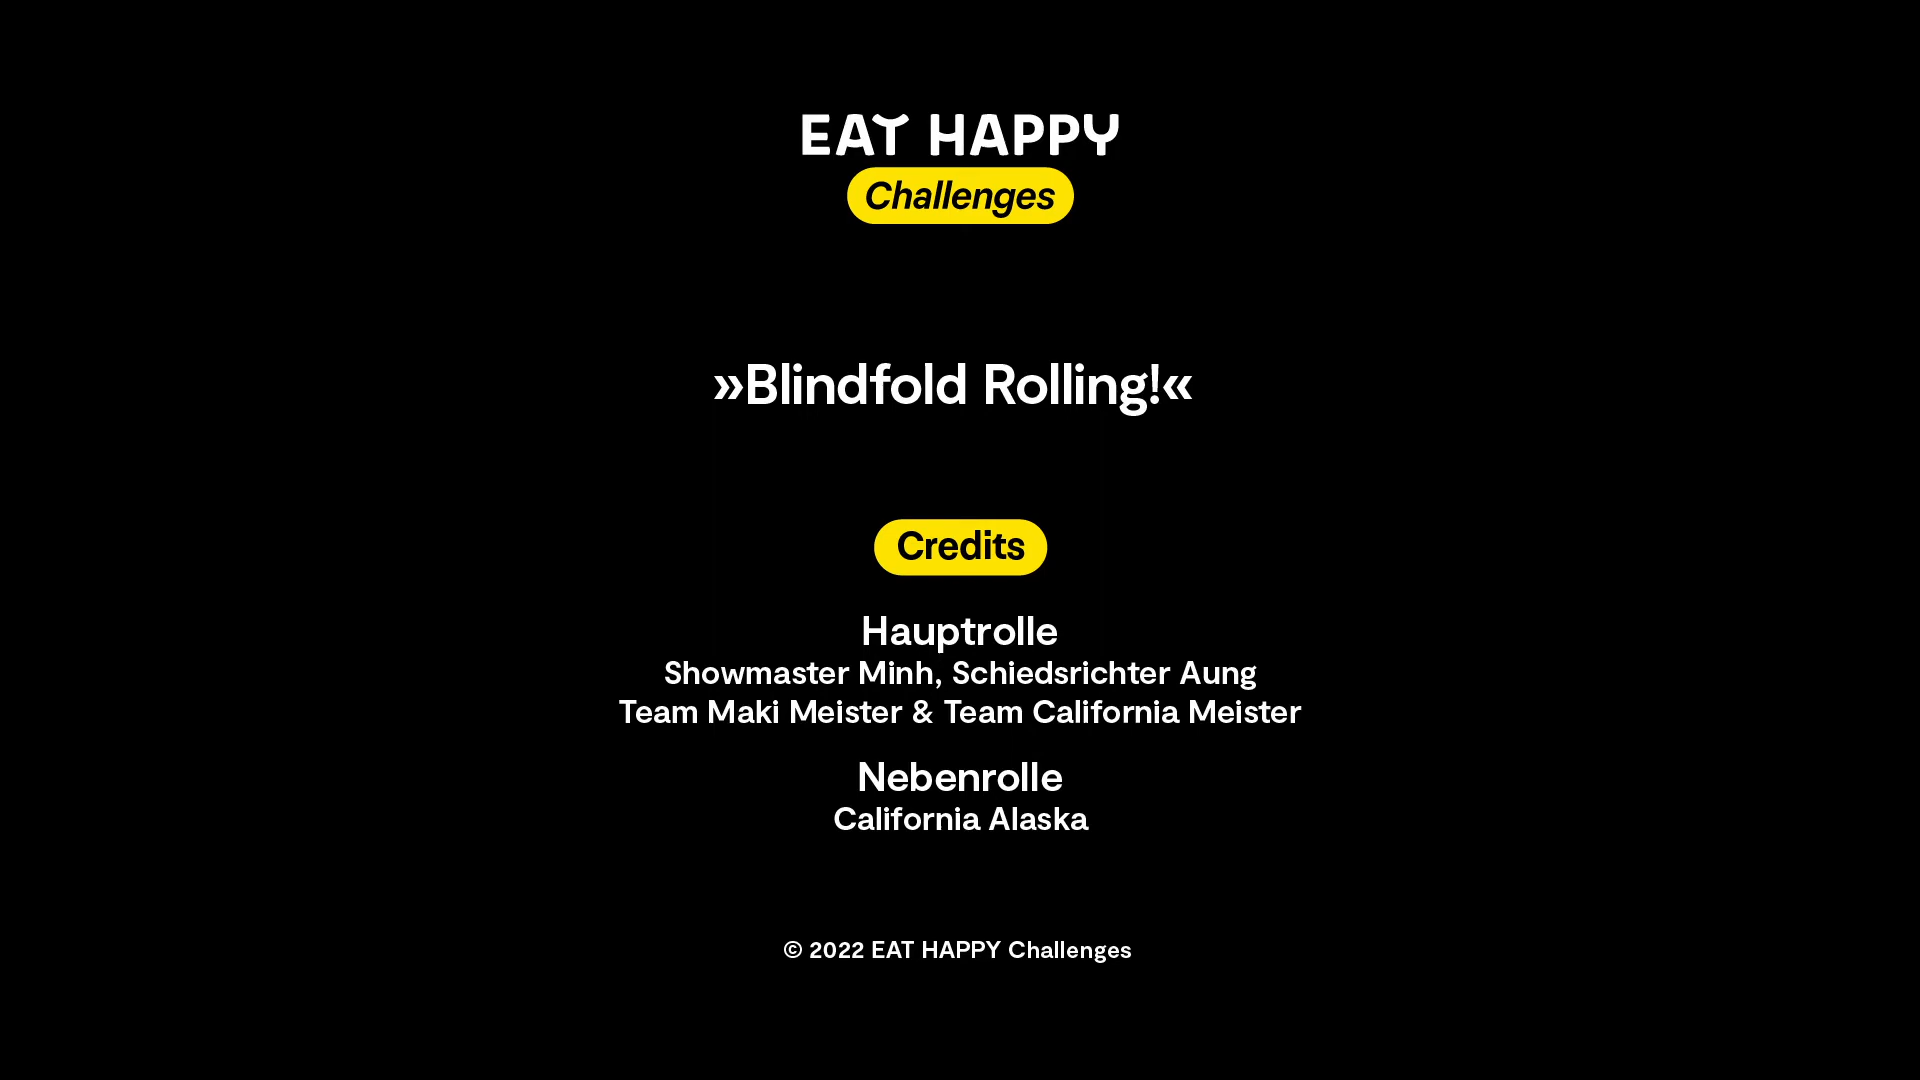 EAT HAPPY
Challenges
»Blindfold Rolling!«
Credits
Hauptrolle
Showmaster Minh, Schiedsrichter Aung
Team Maki Meister & Team California Meister
Nebenrolle
California Alaska
© 2022 EAT HAPPY Challenges